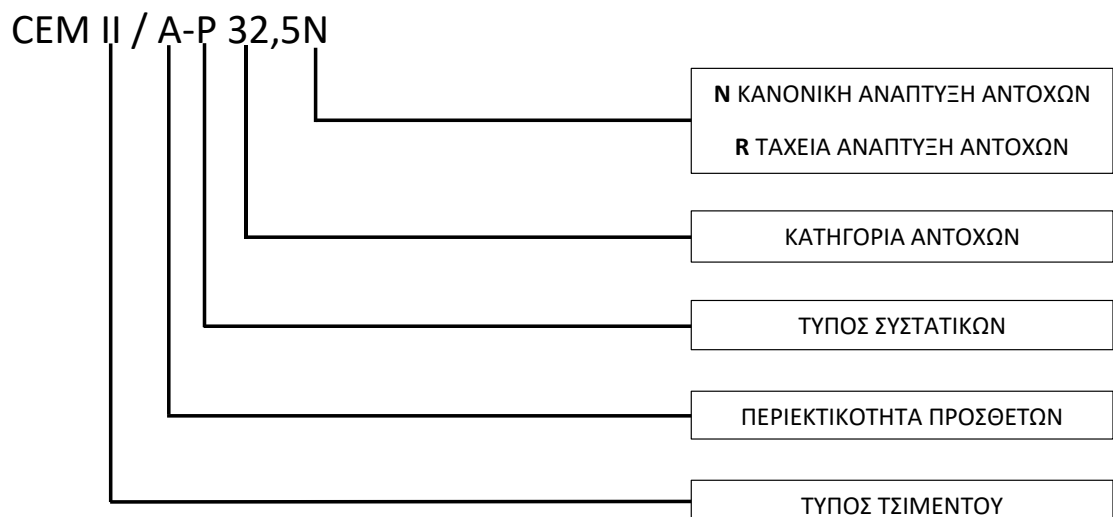 CEM II / A-P 32,5N
N ΚΑΝΟΝΙΚΗ ΑΝΑΠΤΥΞΗ ΑΝΤΟΧΩΝ
R ΤΑΧΕΙΑ ΑΝΑΠΤΥΞΗ ΑΝΤΟΧΩΝ
ΚΑΤΗΓΟΡΙΑ ΑΝΤΟΧΩΝ
ΤΥΠΟΣ ΣΥΣΤΑΤΙΚΩΝ
ΠΕΡΙΕΚΤΙΚΟΤΗΤΑ ΠΡΟΣΘΕΤΩΝ
ΤΥΠΟΣ ΤΣΙΜΕΝΤΟΥ